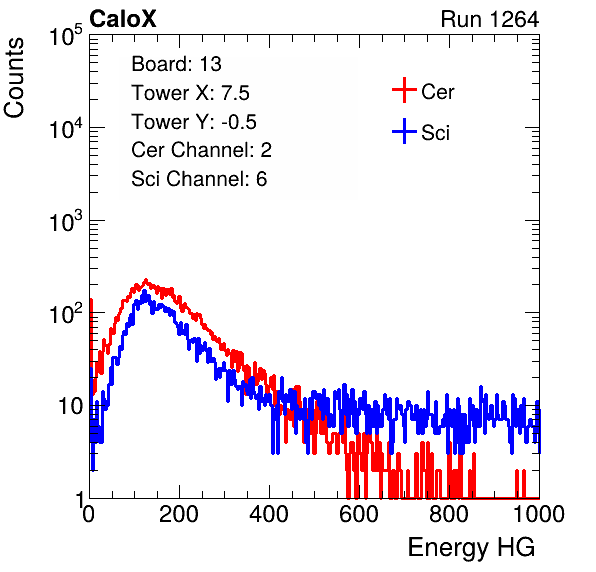 CaloX Run 1264
Counts
10^5
10^4
10^3
10^2
10
1
Board: 13
Tower X: 7.5
Tower Y: -0.5
Cer Channel: 2
Sci Channel: 6
Cer
Sci
0 200 400 600 800 1000
Energy HG